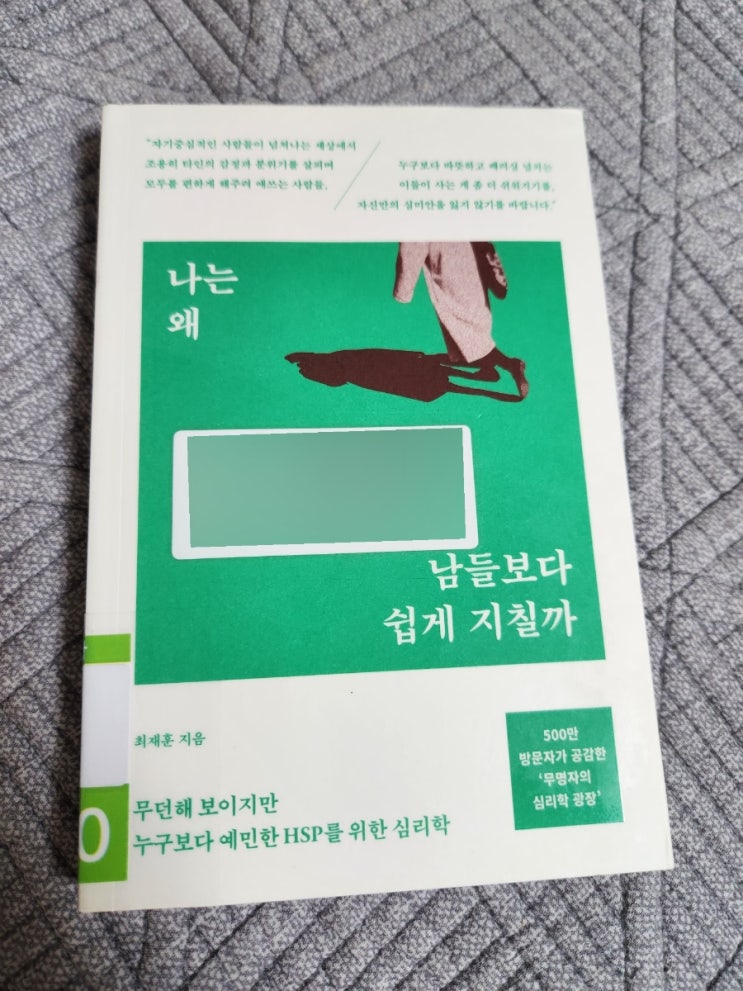 "자기중심적인 사람들이 넘쳐나는 세상에서
조용히 타인의 감정과 분위기를 살피며
모두를 편하게 해주려 애쓰는 사람들,
누구보다 따뜻하고 배려심 넘치는
이들이 사는 게 좀 더 쉬워지기를,
자신만의 심미안을 잃지 않기를 바랍니다."
나는
왜
남들보다
쉽게 지칠까
최재훈 지음
500만
방문자가 공감한
'무명자의
심리학 광장'
무던해 보이지만
누구보다 예민한 HSP를 위한 심리학
0